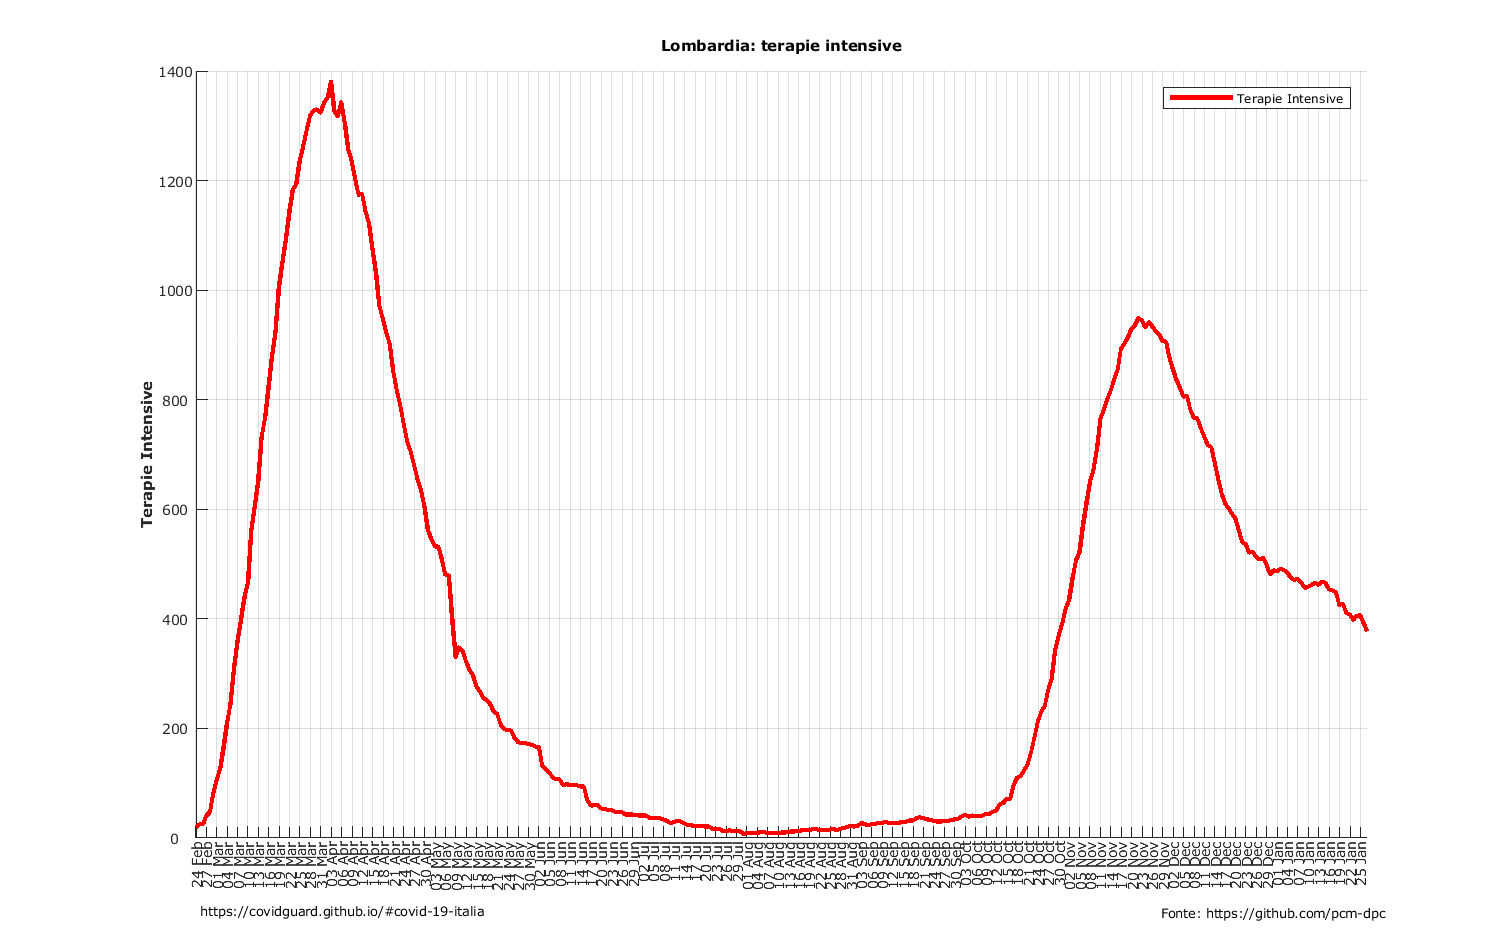 Lombardia: terapie intensive
Terapie Intensive
Terapie Intensive
1400
1200
1000
800
600
400
200
0
24 Feb
27 Feb
01 Mar
04 Mar
07 Mar
10 Mar
13 Mar
16 Mar
19 Mar
22 Mar
25 Mar
28 Mar
31 Mar
03 Apr
06 Apr
09 Apr
12 Apr
15 Apr
18 Apr
21 Apr
24 Apr
27 Apr
30 Apr
03 May
06 May
09 May
12 May
15 May
18 May
21 May
24 May
27 May
30 May
02 Jun
05 Jun
08 Jun
11 Jun
14 Jun
17 Jun
20 Jun
23 Jun
26 Jun
29 Jun
02 Jul
05 Jul
08 Jul
11 Jul
14 Jul
17 Jul
20 Jul
23 Jul
26 Jul
29 Jul
01 Aug
04 Aug
07 Aug
10 Aug
13 Aug
16 Aug
19 Aug
22 Aug
25 Aug
28 Aug
31 Aug
03 Sep
06 Sep
09 Sep
12 Sep
15 Sep
18 Sep
21 Sep
24 Sep
27 Sep
30 Sep
03 Oct
06 Oct
09 Oct
12 Oct
15 Oct
18 Oct
21 Oct
24 Oct
27 Oct
30 Oct
02 Nov
05 Nov
08 Nov
11 Nov
14 Nov
17 Nov
20 Nov
23 Nov
26 Nov
29 Nov
02 Dec
05 Dec
08 Dec
11 Dec
14 Dec
17 Dec
20 Dec
23 Dec
26 Dec
29 Dec
01 Jan
04 Jan
07 Jan
10 Jan
13 Jan
16 Jan
19 Jan
22 Jan
25 Jan
https://covidguard.github.io/#covid-19-italia
Fonte: https://github.com/pcm-dpc